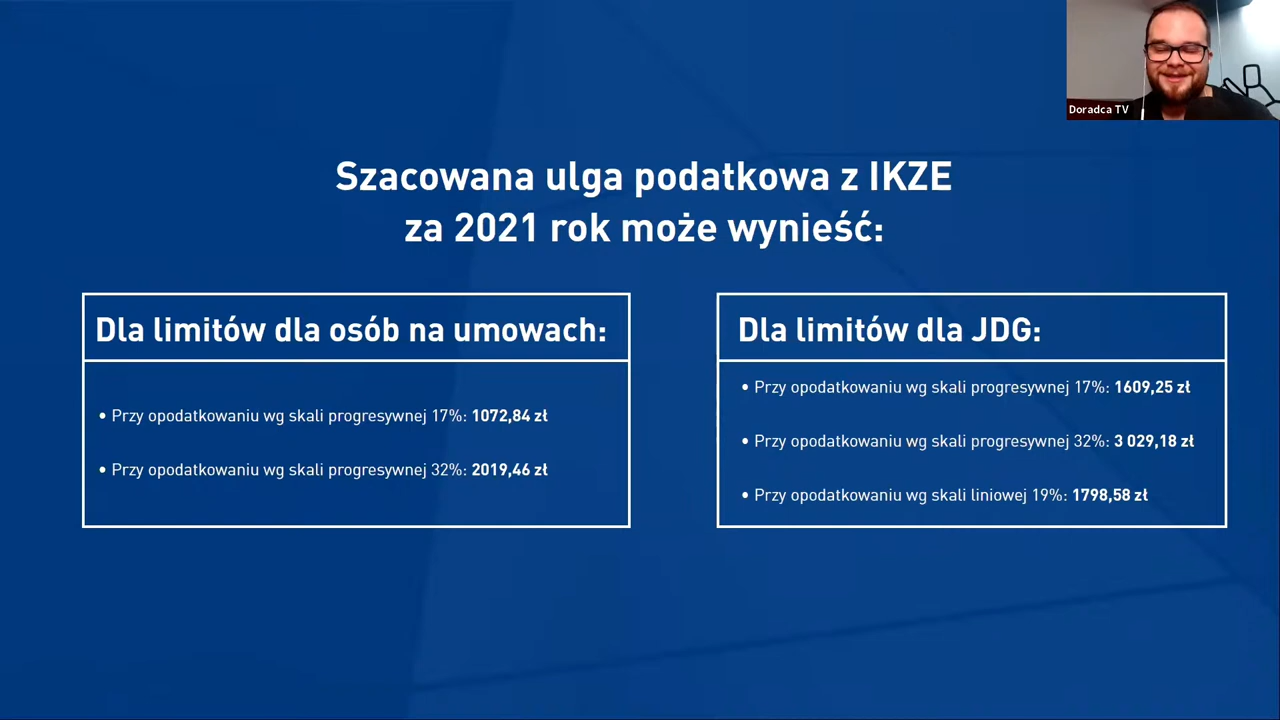 Doradca TV
Szacowana ulga podatkowa z IKZE
za 2021 rok może wynieść:
Dla limitów dla osób na umowach:
• Przy opodatkowaniu wg skali progresywnej 17%: 1072,84 zł
• Przy opodatkowaniu wg skali progresywnej 32%: 2019,46 zł
Dla limitów dla JDG:
• Przy opodatkowaniu wg skali progresywnej 17%: 1609,25 zł
• Przy opodatkowaniu wg skali progresywnej 32%: 3 029,18 zł
• Przy opodatkowaniu wg skali liniowej 19%: 1798,58 zł